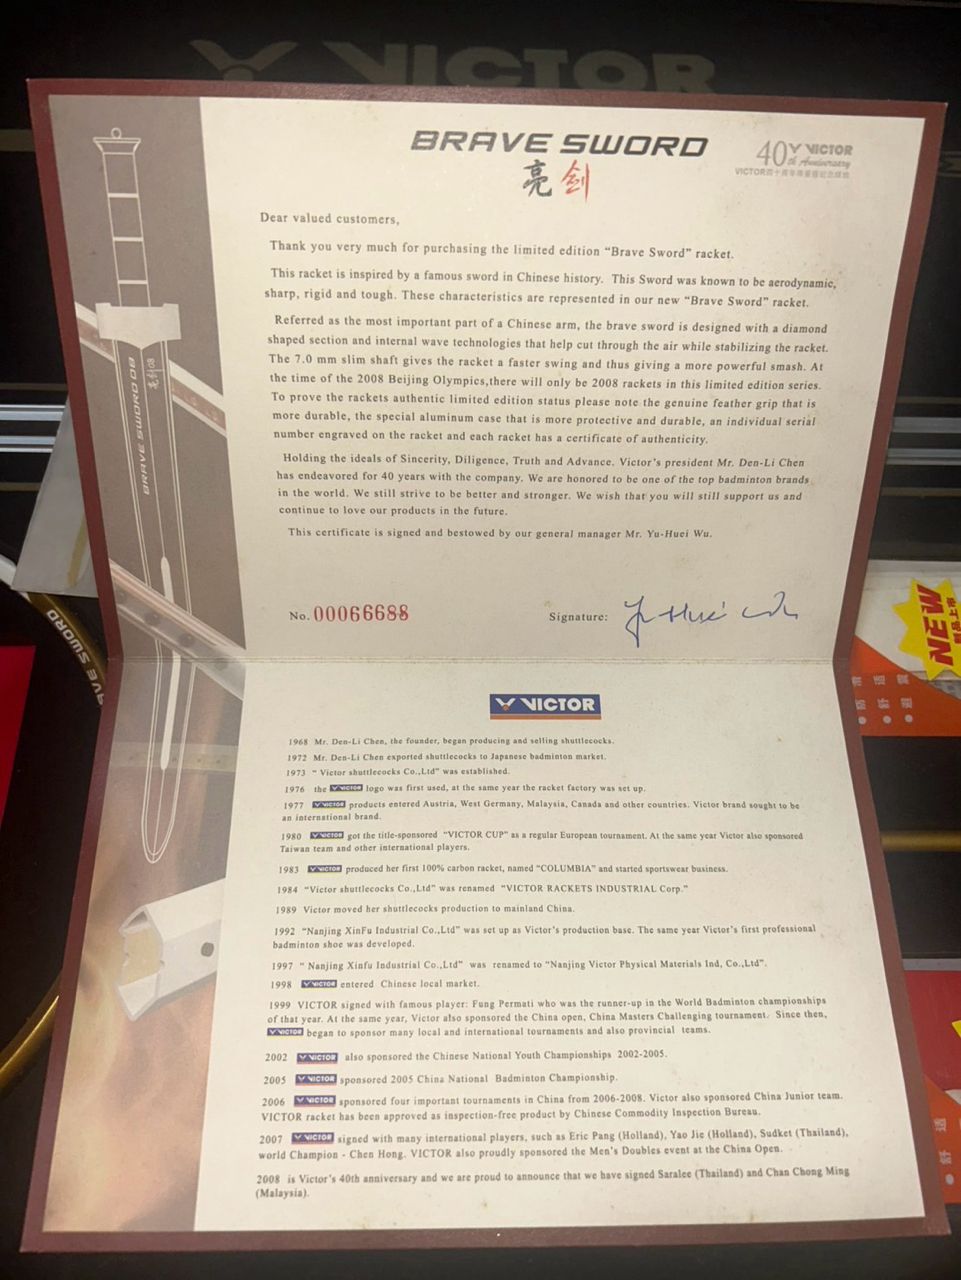 VICTOR
BRAVE SWORD
亮剑
40th Anniversary VICTOR
Dear valued customers,
Thank you very much for purchasing the limited edition “Brave Sword” racket.
This racket is inspired by a famous sword in Chinese history. This Sword was known to be aerodynamic,
sharp, rigid and tough. These characteristics are represented in our new “Brave Sword” racket.
Referred as the most important part of a Chinese arm, the brave sword is designed with a diamond
shaped section and internal wave technologies that help cut through the air while stabilizing the racket.
The 7.0 mm slim shaft gives the racket a faster swing and thus giving a more powerful smash. At
the time of the 2008 Beijing Olympics,there will only be 2008 rackets in this limited edition series.
To prove the rackets authentic limited edition status please note the genuine feather grip that is
more durable, the special aluminum case that is more protective and durable, an individual serial
number engraved on the racket and each racket has a certificate of authenticity.
Holding the ideals of Sincerity, Diligence, Truth and Advance. Victor's president Mr. Den-Li Chen
has endeavored for 40 years with the company. We are honored to be one of the top badminton brands
in the world. We still strive to be better and stronger. We wish that you will still support us and
continue to love our products in the future.
This certificate is signed and bestowed by our general manager Mr. Yu-Huei Wu.
No. 00066688
Signature: Yu-Huei Wu
BRAVE SWORD 08
亮剑08
VICTOR
1968 Mr. Den-Li Chen, the founder, began producing and selling shuttlecocks.
1972 Mr. Den-Li Chen exported shuttlecocks to Japanese badminton market.
1973 “ Victor shuttlecocks Co.,Ltd” was established.
1976 the VICTOR logo was first used, at the same year the racket factory was set up.
1977 VICTOR products entered Austria, West Germany, Malaysia, Canada and other countries. Victor brand sought to be
an international brand.
1980 VICTOR got the title-sponsored “VICTOR CUP” as a regular European tournament. At the same year Victor also sponsored
Taiwan team and other international players.
1983 VICTOR produced her first 100% carbon racket, named “COLUMBIA” and started sportswear business.
1984 “Victor shuttlecocks Co.,Ltd” was renamed “VICTOR RACKETS INDUSTRIAL Corp.”
1989 Victor moved her shuttlecocks production to mainland China.
1992 “Nanjing XinFu Industrial Co.,Ltd” was set up as Victor's production base. The same year Victor's first professional
badminton shoe was developed.
1997 “ Nanjing Xinfu Industrial Co.,Ltd” was renamed to “Nanjing Victor Physical Materials Ind, Co.,Ltd”.
1998 VICTOR entered Chinese local market.
1999 VICTOR signed with famous player: Fung Permati who was the runner-up in the World Badminton championships
of that year. At the same year, Victor also sponsored the China open, China Masters Challenging tournament. Since then,
VICTOR began to sponsor many local and international tournaments and also provincial teams.
2002 VICTOR also sponsored the Chinese National Youth Championships 2002-2005.
2005 VICTOR sponsored 2005 China National Badminton Championship.
2006 VICTOR sponsored four important tournaments in China from 2006-2008. Victor also sponsored China Junior team.
VICTOR racket has been approved as inspection-free product by Chinese Commodity Inspection Bureau.
2007 VICTOR signed with many international players, such as Eric Pang (Holland), Yao Jie (Holland), Sudket (Thailand),
world Champion - Chen Hong. VICTOR also proudly sponsored the Men's Doubles event at the China Open.
2008 is Victor's 40th anniversary and we are proud to announce that we have signed Saralee (Thailand) and Chan Chong Ming
(Malaysia).
AVE SWORD
NEW
新品上市